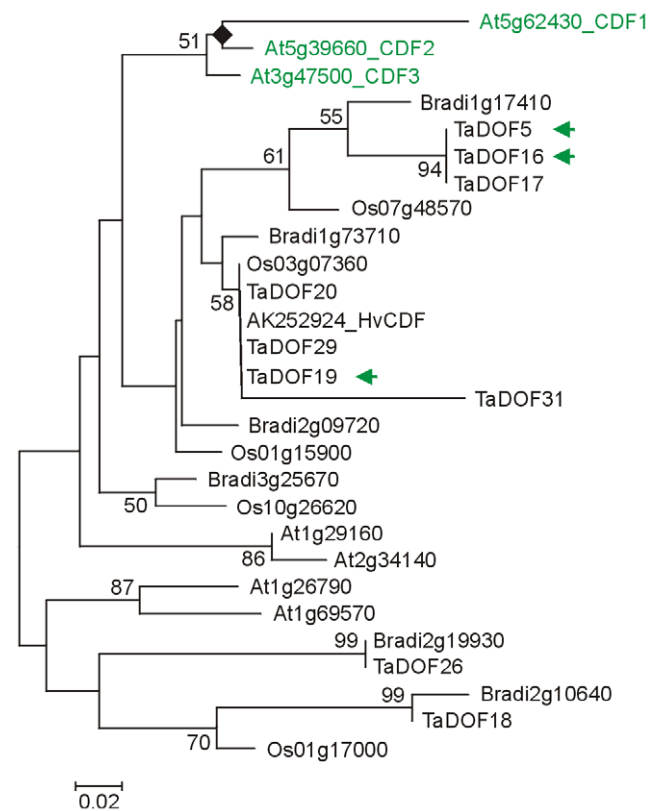 At5g62430_CDF1
51
At5g39660_CDF2
At3g47500_CDF3
Bradi1g17410
55
TaDOF5
61
TaDOF16
94
TaDOF17
Os07g48570
Bradi1g73710
Os03g07360
58
TaDOF20
AK252924_HvCDF
TaDOF29
TaDOF19
TaDOF31
Bradi2g09720
Os01g15900
Bradi3g25670
50
Os10g26620
At1g29160
86
At2g34140
87
At1g26790
At1g69570
99
Bradi2g19930
TaDOF26
99
Bradi2g10640
TaDOF18
70
Os01g17000
0.02